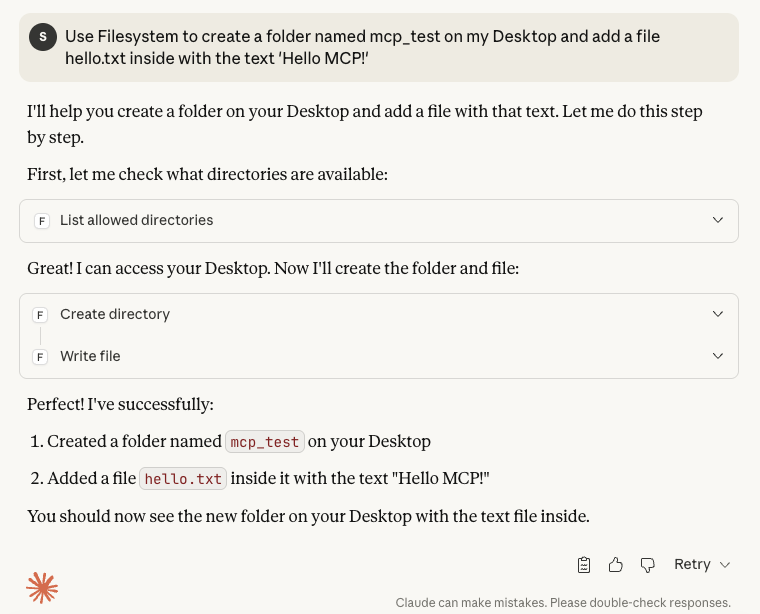 S
Use Filesystem to create a folder named mcp_test on my Desktop and add a file
hello.txt inside with the text 'Hello MCP!'
I'll help you create a folder on your Desktop and add a file with that text. Let me do this step
by step.
First, let me check what directories are available:
F List allowed directories
Great! I can access your Desktop. Now I'll create the folder and file:
F Create directory
F Write file
Perfect! I've successfully:
1. Created a folder named mcp_test on your Desktop
2. Added a file hello.txt inside it with the text "Hello MCP!"
You should now see the new folder on your Desktop with the text file inside.
Retry
Claude can make mistakes. Please double-check responses.